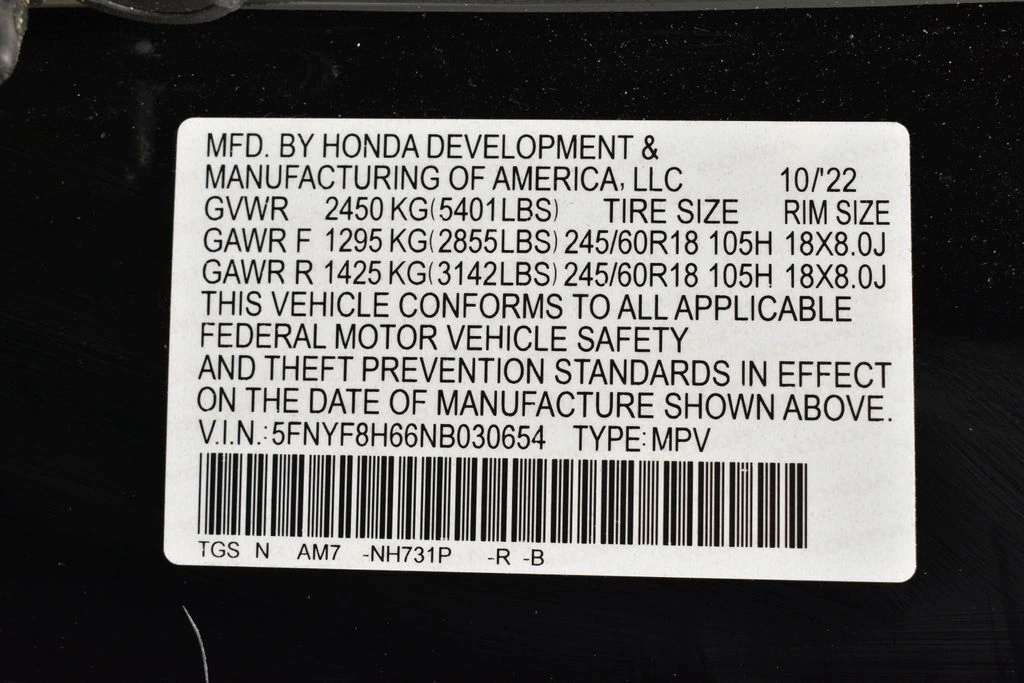 MFD. BY HONDA DEVELOPMENT &
MANUFACTURING OF AMERICA, LLC 10/'22
GVWR 2450 KG(5401LBS) TIRE SIZE RIM SIZE
GAWR F 1295 KG(2855LBS) 245/60R18 105H 18X8.0J
GAWR R 1425 KG(3142LBS) 245/60R18 105H 18X8.0J
THIS VEHICLE CONFORMS TO ALL APPLICABLE
FEDERAL MOTOR VEHICLE SAFETY
AND THEFT PREVENTION STANDARDS IN EFFECT
ON THE DATE OF MANUFACTURE SHOWN ABOVE.
V.I.N.: 5FNYF8H66NB030654 TYPE: MPV
TGS N AM7 -NH731P -R -B